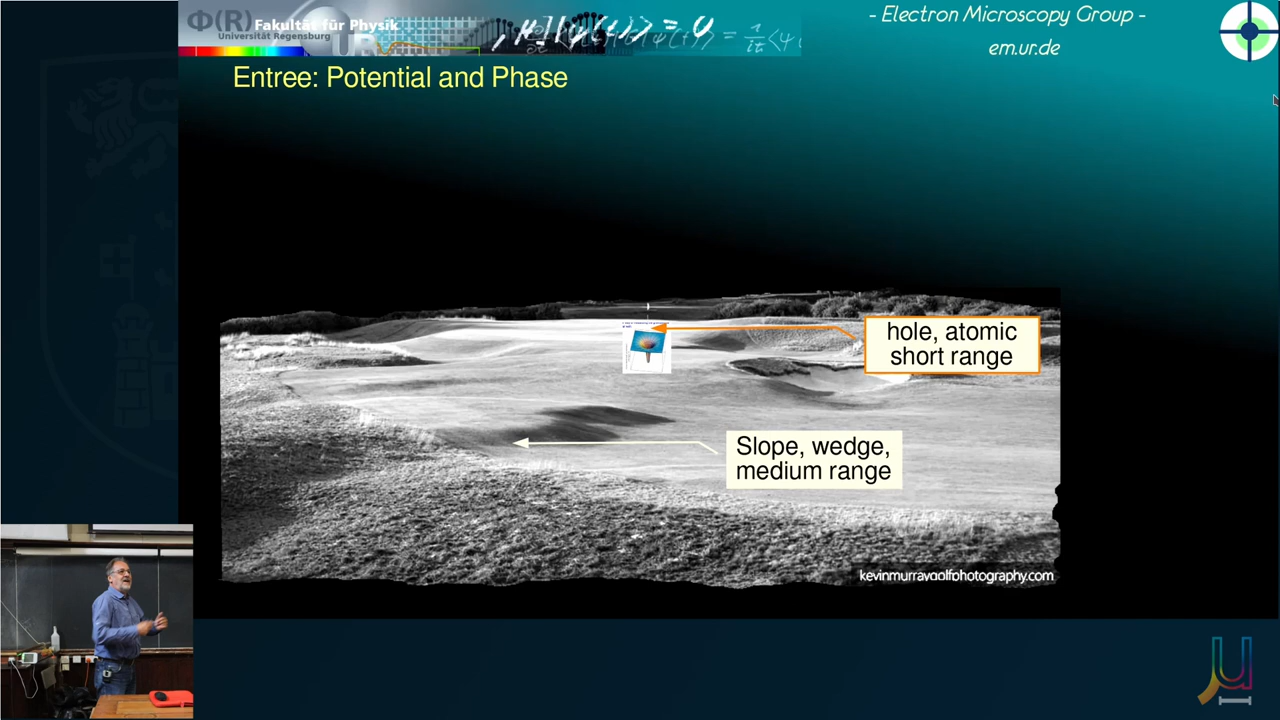 Φ(R) Fakultät für Physik
Universität Regensburg
UR
- Electron Microscopy Group -
em.ur.de
Entree: Potential and Phase
hole, atomic
short range
Slope, wedge,
medium range
kevinmurraygolfphotography.com